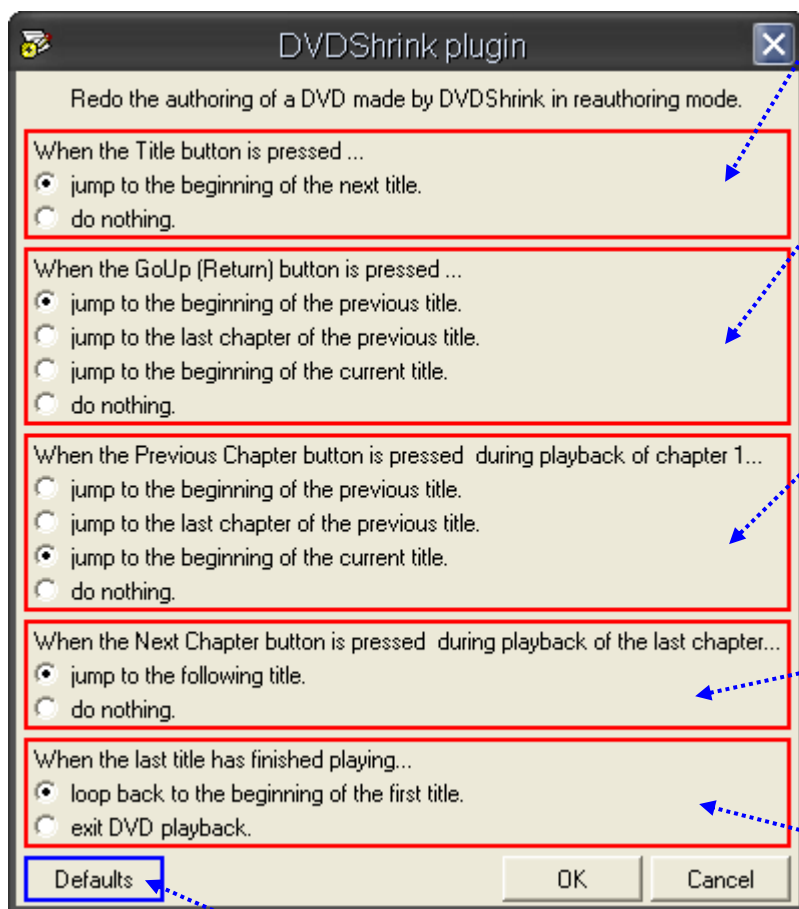 DVDShrink plugin
Redo the authoring of a DVD made by DVDShrink in reauthoring mode.
When the Title button is pressed ...
jump to the beginning of the next title.
do nothing.
When the GoUp (Return) button is pressed ...
jump to the beginning of the previous title.
jump to the last chapter of the previous title.
jump to the beginning of the current title.
do nothing.
When the Previous Chapter button is pressed  during playback of chapter 1...
jump to the beginning of the previous title.
jump to the last chapter of the previous title.
jump to the beginning of the current title.
do nothing.
When the Next Chapter button is pressed  during playback of the last chapter...
jump to the following title.
do nothing.
When the last title has finished playing...
loop back to the beginning of the first title.
exit DVD playback.
Defaults OK Cancel